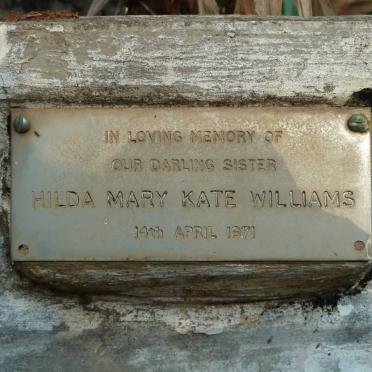 IN LOVING MEMORY OF
OUR DARLING SISTER
HILDA MARY KATE WILLIAMS
14th APRIL 1971